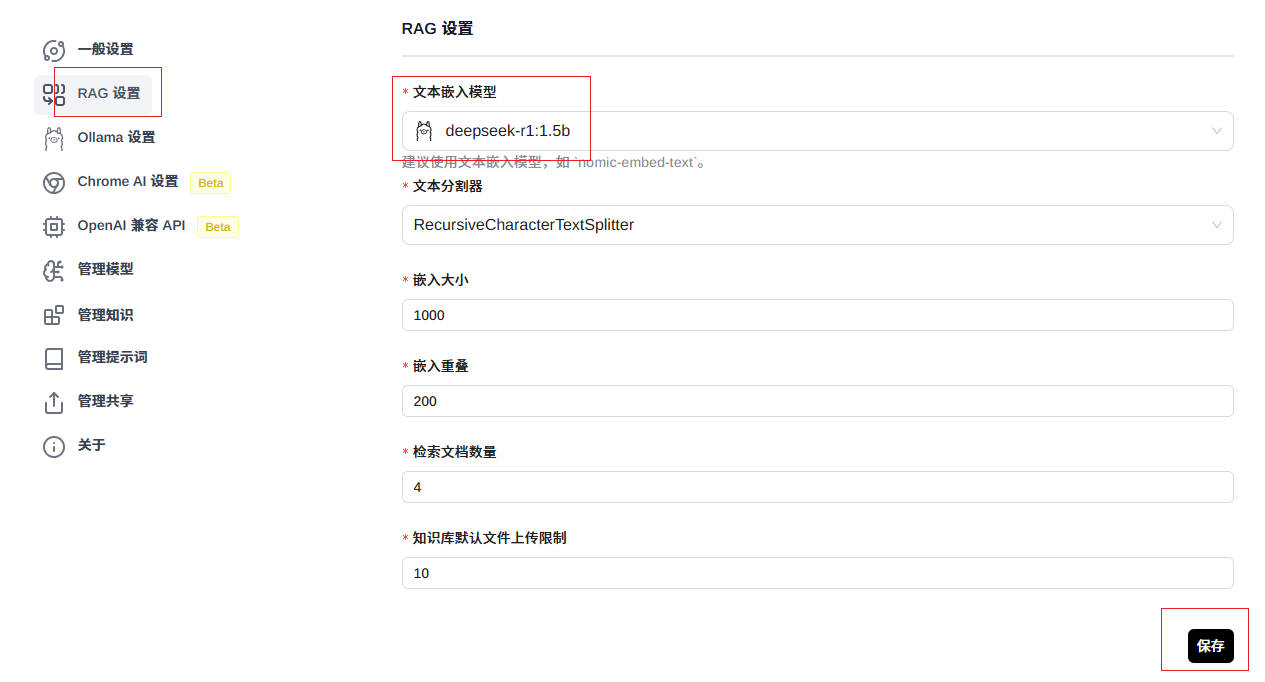 一般设置
RAG 设置
Ollama 设置
Chrome AI 设置 Beta
OpenAI 兼容 API Beta
管理模型
管理知识
管理提示词
管理共享
关于
RAG 设置
* 文本嵌入模型
deepseek-r1:1.5b
建议使用文本嵌入模型，如 `nomic-embed-text`。
* 文本分割器
RecursiveCharacterTextSplitter
* 嵌入大小
1000
* 嵌入重叠
200
* 检索文档数量
4
* 知识库默认文件上传限制
10
保存